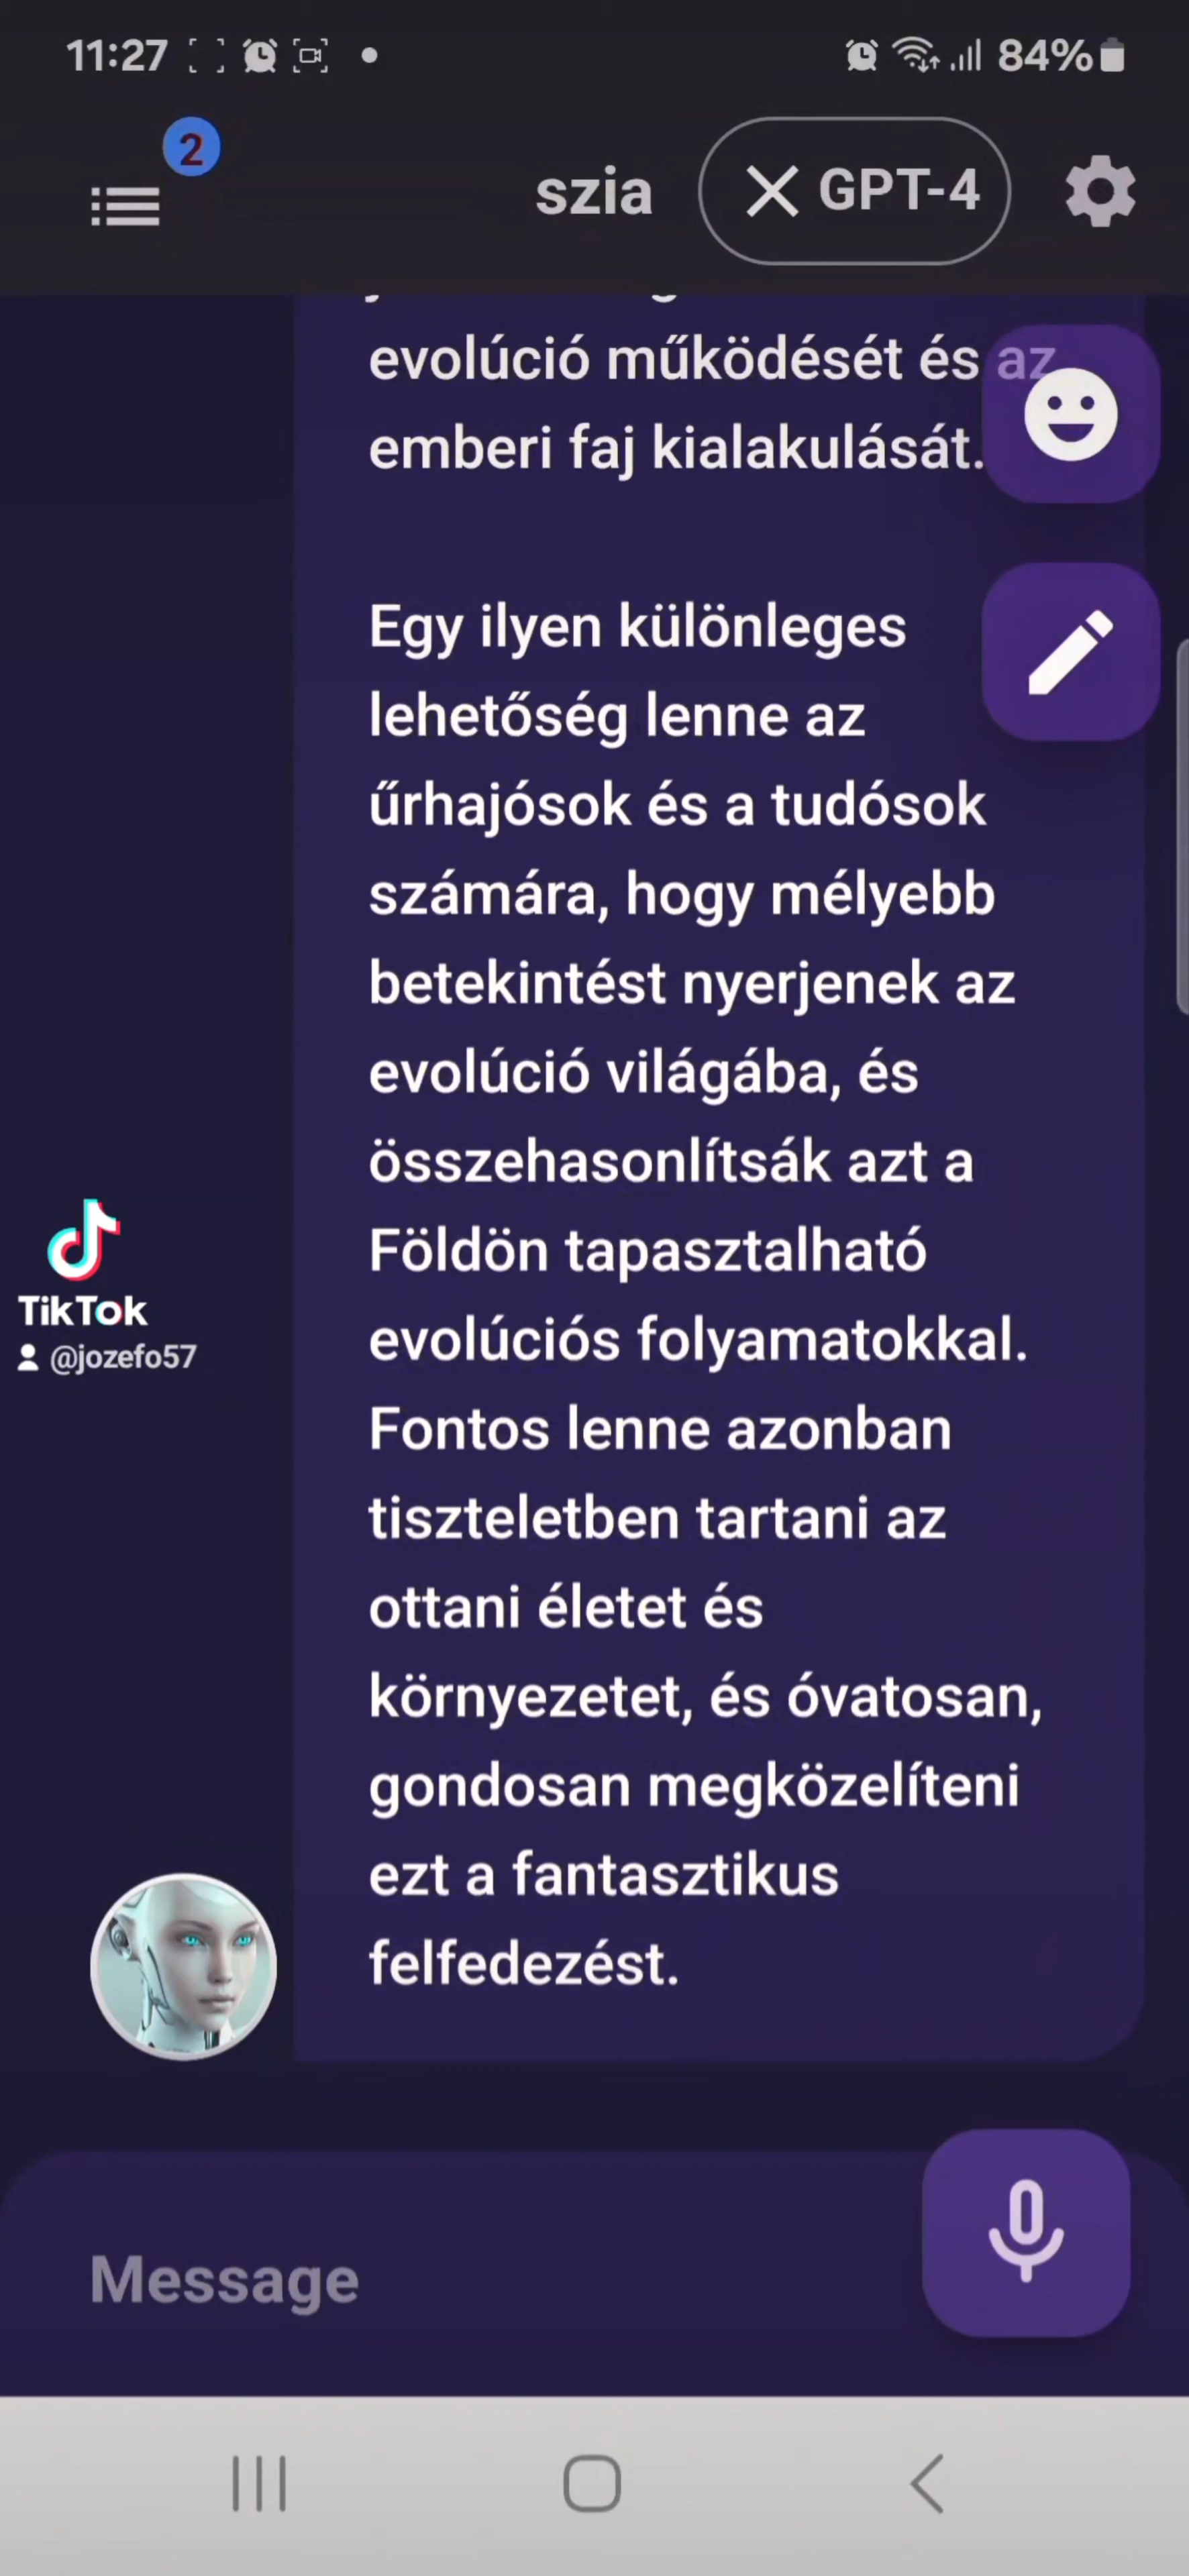 11:27
84%
2
szia
GPT-4
evolúció működését és az
emberi faj kialakulását.
Egy ilyen különleges
lehetőség lenne az
űrhajósok és a tudósok
számára, hogy mélyebb
betekintést nyerjenek az
evolúció világába, és
összehasonlítsák azt a
Földön tapasztalható
evolúciós folyamatokkal.
Fontos lenne azonban
tiszteletben tartani az
ottani életet és
környezetet, és óvatosan,
gondosan megközelíteni
ezt a fantasztikus
felfedezést.
TikTok
@jozefo57
Message